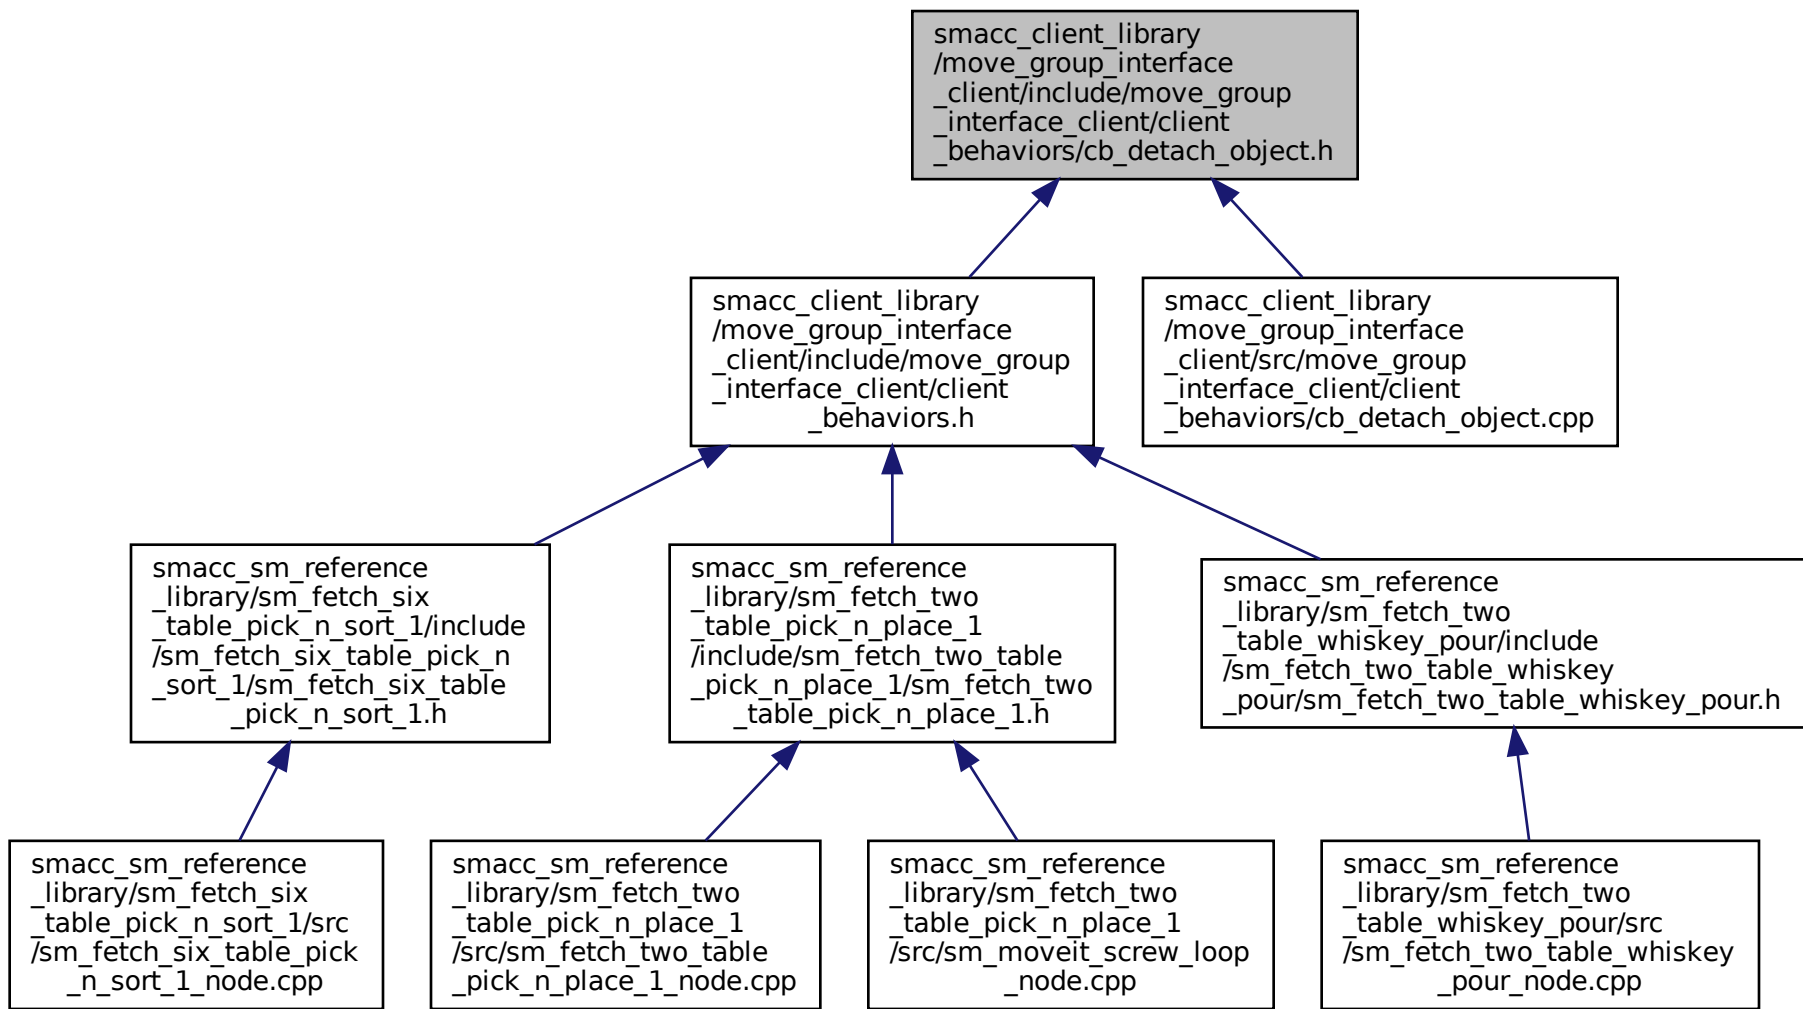 smacc_client_library
/move_group_interface
_client/include/move_group
_interface_client/client
_behaviors/cb_detach_object.h
smacc_client_library
/move_group_interface
_client/include/move_group
_interface_client/client
_behaviors.h
smacc_client_library
/move_group_interface
_client/src/move_group
_interface_client/client
_behaviors/cb_detach_object.cpp
smacc_sm_reference
_library/sm_fetch_six
_table_pick_n_sort_1/include
/sm_fetch_six_table_pick_n
_sort_1/sm_fetch_six_table
_pick_n_sort_1.h
smacc_sm_reference
_library/sm_fetch_two
_table_pick_n_place_1
/include/sm_fetch_two_table
_pick_n_place_1/sm_fetch_two
_table_pick_n_place_1.h
smacc_sm_reference
_library/sm_fetch_two
_table_whiskey_pour/include
/sm_fetch_two_table_whiskey
_pour/sm_fetch_two_table_whiskey_pour.h
smacc_sm_reference
_library/sm_fetch_six
_table_pick_n_sort_1/src
/sm_fetch_six_table_pick
_n_sort_1_node.cpp
smacc_sm_reference
_library/sm_fetch_two
_table_pick_n_place_1
/src/sm_fetch_two_table
_pick_n_place_1_node.cpp
smacc_sm_reference
_library/sm_fetch_two
_table_pick_n_place_1
/src/sm_moveit_screw_loop
_node.cpp
smacc_sm_reference
_library/sm_fetch_two
_table_whiskey_pour/src
/sm_fetch_two_table_whiskey
_pour_node.cpp